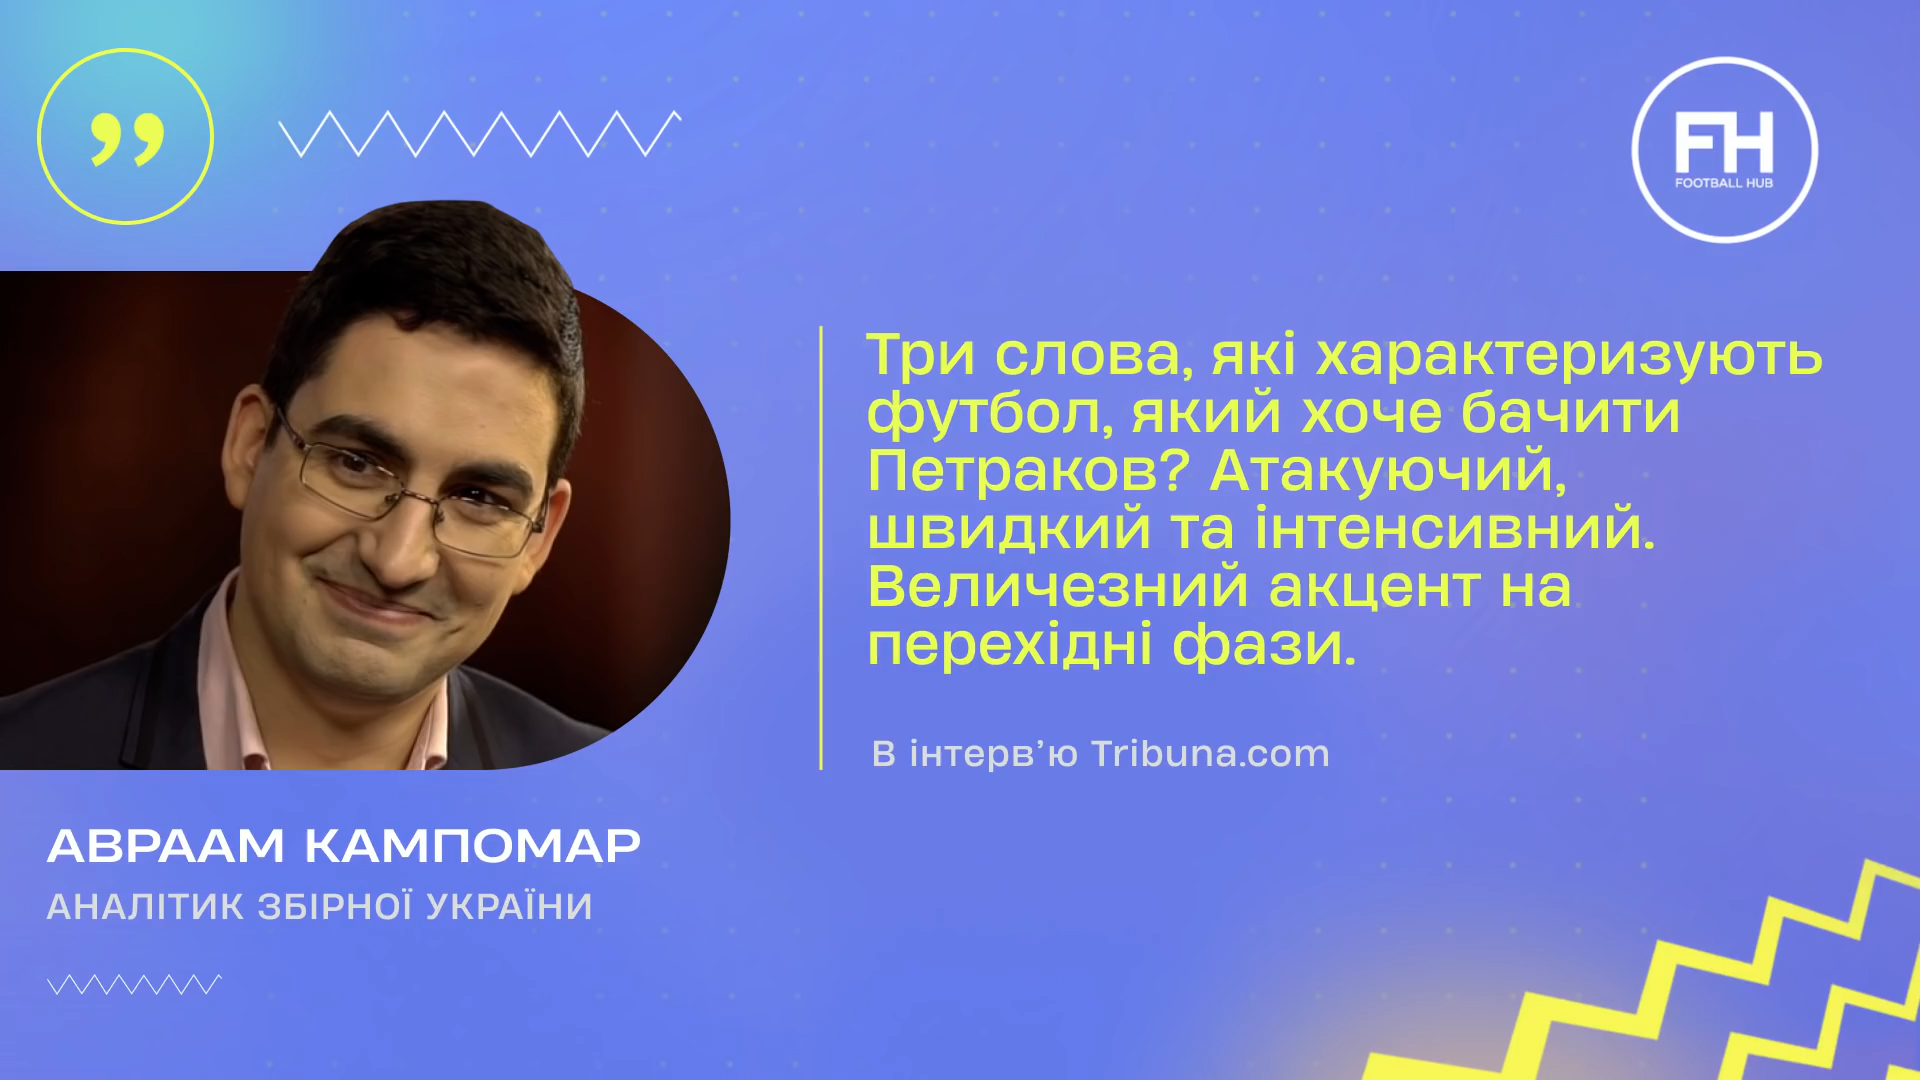 ”
FH
FOOTBALL HUB
Три слова, які характеризують
футбол, який хоче бачити
Петраков? Атакуючий,
швидкий та інтенсивний.
Величезний акцент на
перехідні фази.
В інтерв’ю Tribuna.com
АВРААМ КАМПОМАР
АНАЛІТИК ЗБІРНОЇ УКРАЇНИ